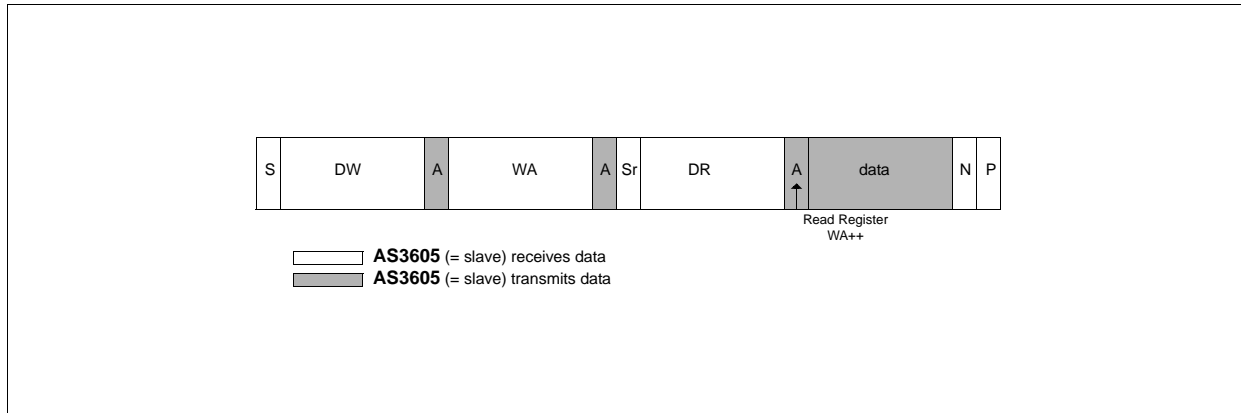 S DW A WA A Sr DR A data N P
Read Register
WA++
AS3605 (= slave) receives data
AS3605 (= slave) transmits data